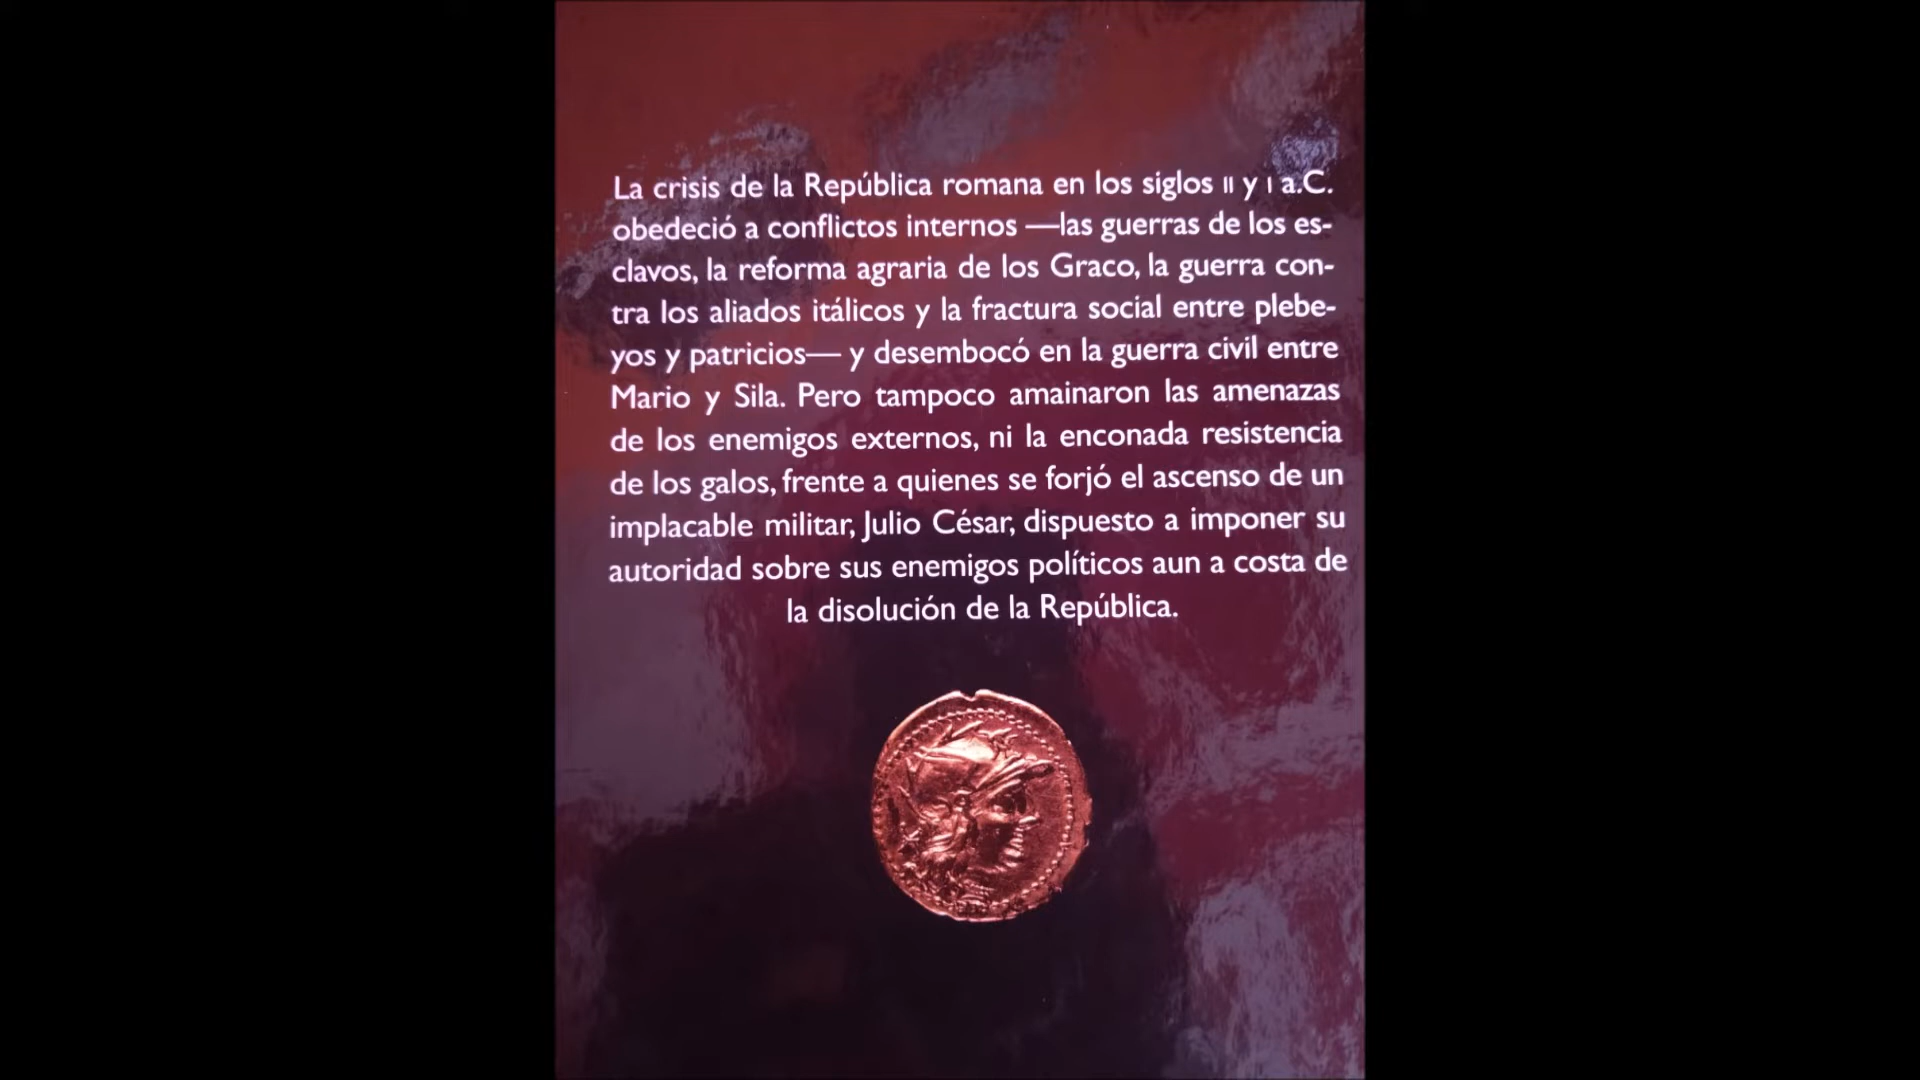 La crisis de la República romana en los siglos II y I a.C.
obedeció a conflictos internos —las guerras de los es-
clavos, la reforma agraria de los Graco, la guerra con-
tra los aliados itálicos y la fractura social entre plebe-
yos y patricios— y desembocó en la guerra civil entre
Mario y Sila. Pero tampoco amainaron las amenazas
de los enemigos externos, ni la enconada resistencia
de los galos, frente a quienes se forjó el ascenso de un
implacable militar, Julio César, dispuesto a imponer su
autoridad sobre sus enemigos políticos aun a costa de
la disolución de la República.